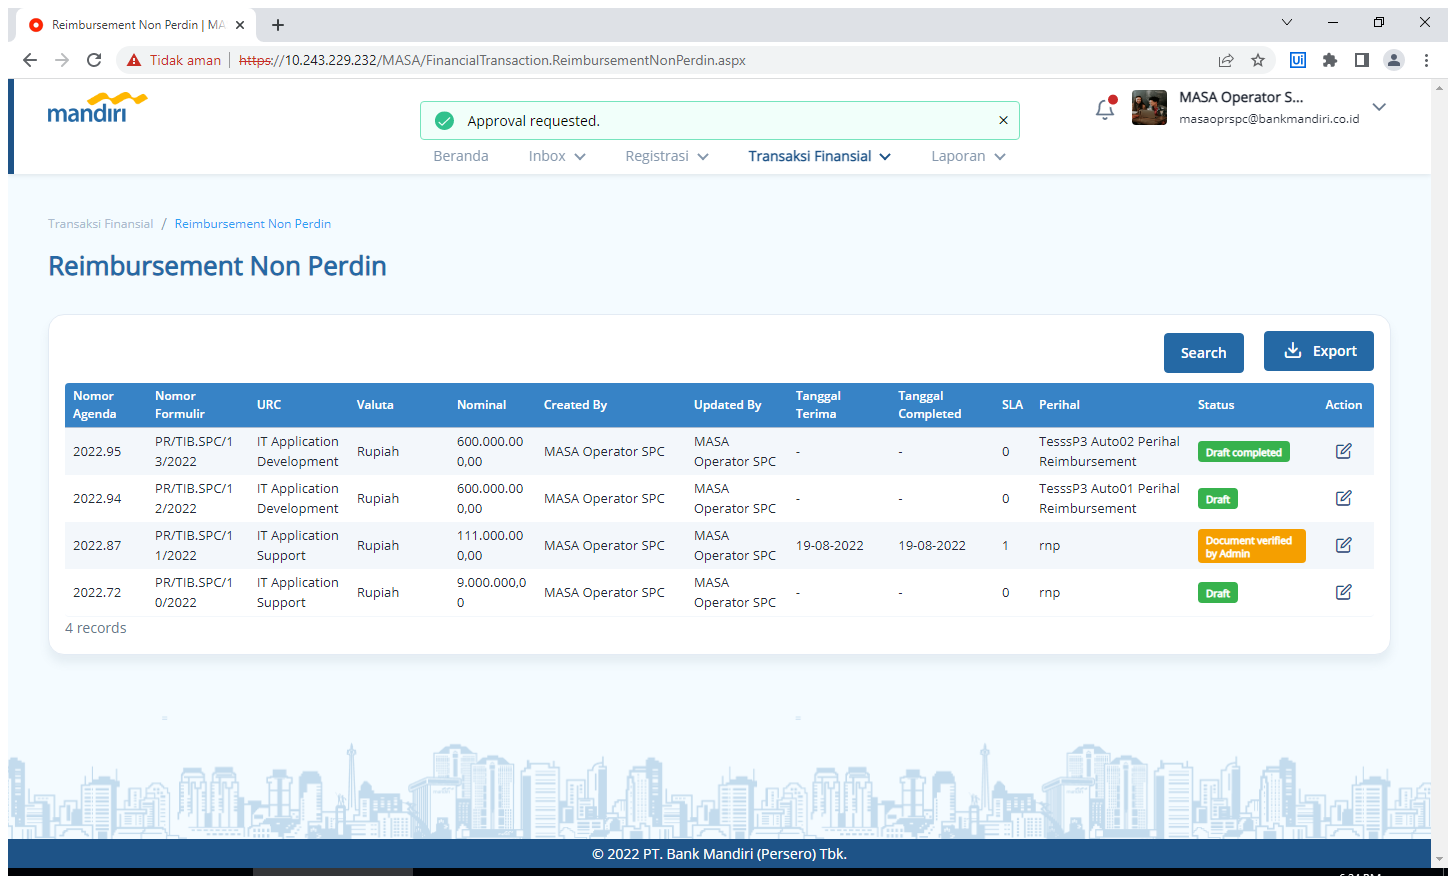 Reimbursement Non Perdin | MA
Tidak aman | https://10.243.229.232/MASA/FinancialTransaction.ReimbursementNonPerdin.aspx
Ui
mandiri
Approval requested.
MASA Operator S...
masaoprspc@bankmandiri.co.id
Beranda Inbox Registrasi Transaksi Finansial Laporan
Transaksi Finansial / Reimbursement Non Perdin
Reimbursement Non Perdin
Search Export
Nomor Agenda Nomor Formulir URC Valuta Nominal Created By Updated By Tanggal Terima Tanggal Completed SLA Perihal Status Action
2022.95 PR/TIB.SPC/13/2022 IT Application Development Rupiah 600.000.000,00 MASA Operator SPC MASA Operator SPC - - 0 TesssP3 Auto02 Perihal Reimbursement Draft completed
2022.94 PR/TIB.SPC/12/2022 IT Application Development Rupiah 600.000.000,00 MASA Operator SPC MASA Operator SPC - - 0 TesssP3 Auto01 Perihal Reimbursement Draft
2022.87 PR/TIB.SPC/11/2022 IT Application Support Rupiah 111.000.000,00 MASA Operator SPC MASA Operator SPC 19-08-2022 19-08-2022 1 rnp Document verified by Admin
2022.72 PR/TIB.SPC/10/2022 IT Application Support Rupiah 9.000.000,00 MASA Operator SPC MASA Operator SPC - - 0 rnp Draft
4 records
© 2022 PT. Bank Mandiri (Persero) Tbk.